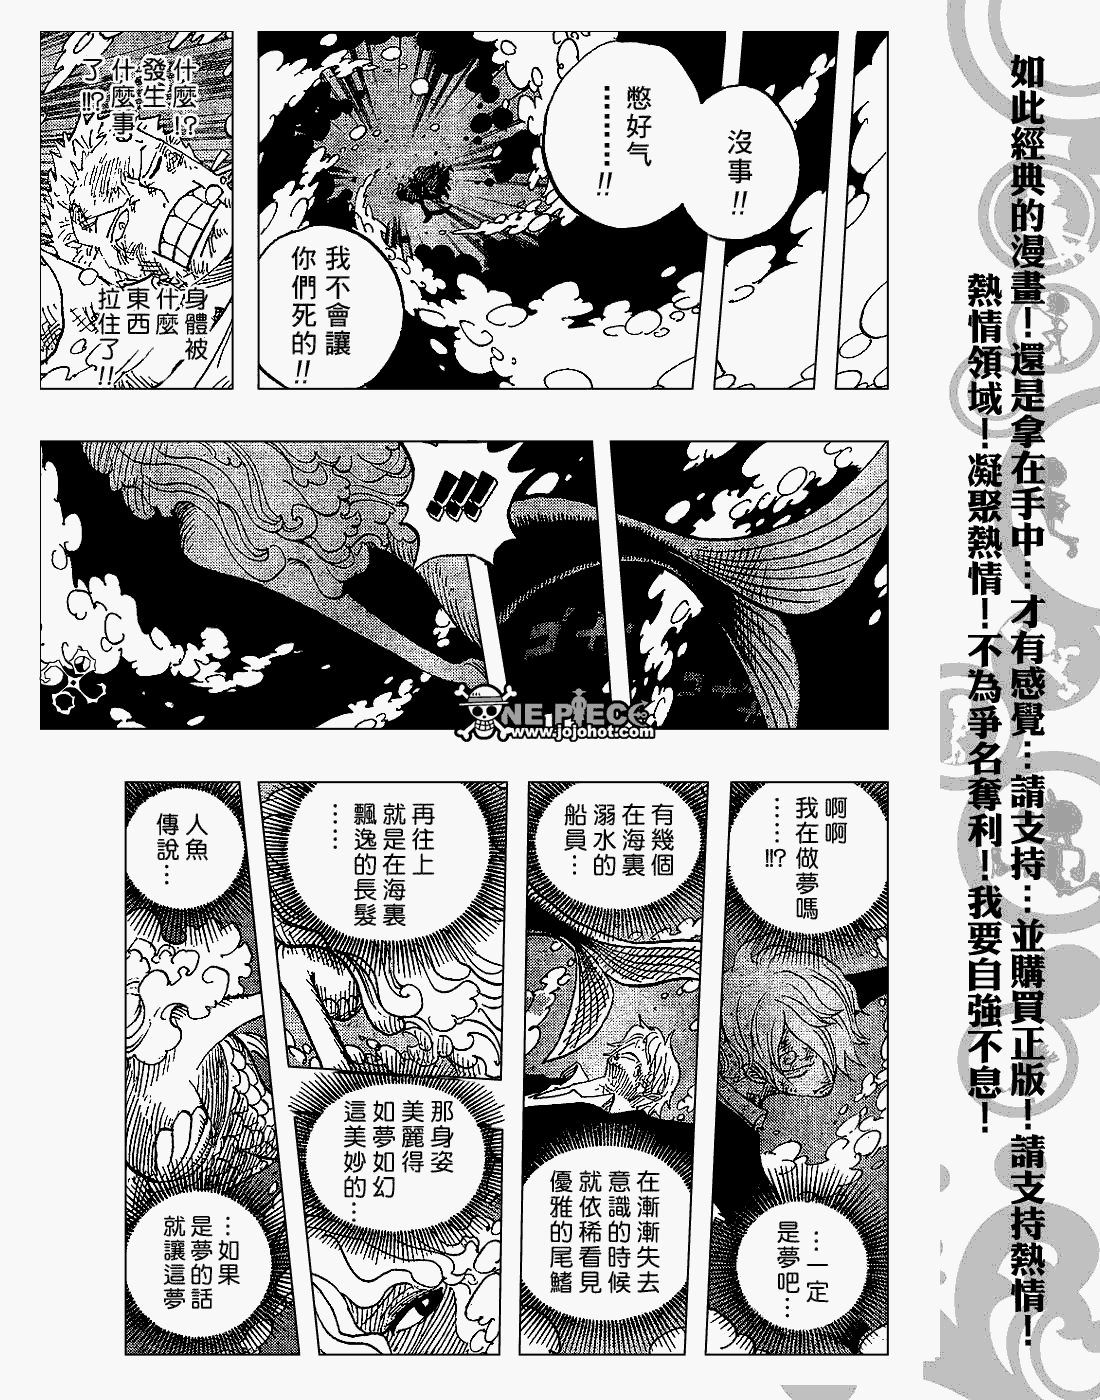 沒事!!
憋好气
………!!
我不會讓
你們死的!!
什麼!?
發生
什麼事
了!!?
身體被
什麼
東西
拉住了!!
!!!
ONE PIECE
www.jojohot.com
啊啊
我在做夢嗎
……!!?
…一定
是夢吧…
有幾個
在海裏
溺水的
船員…
在漸漸失去
意識的時候
就依稀看見
優雅的尾鰭
再往上
就是在海裏
飄逸的長髮
……
那身姿
美麗得
如夢如幻
這美妙的…
人魚
傳說…
…如果
是夢的話
就讓這夢
如此經典的漫畫!還是拿在手中…才有感覺…請支持…並購買正版!請支持熱情!
熱情領域!凝聚熱情!不為爭名奪利!我要自強不息!